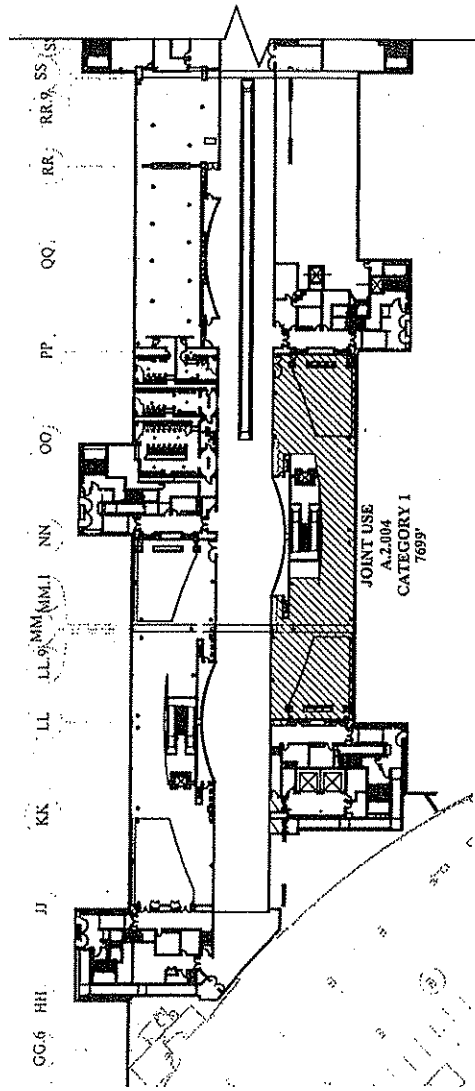 SS
RR.9
RR
QQ
PP
OO
NN
MM.1
MM
LL.9
LL
KK
JJ
HH
GG.6
JOINT USE
A.2.004
CATEGORY 1
7699'